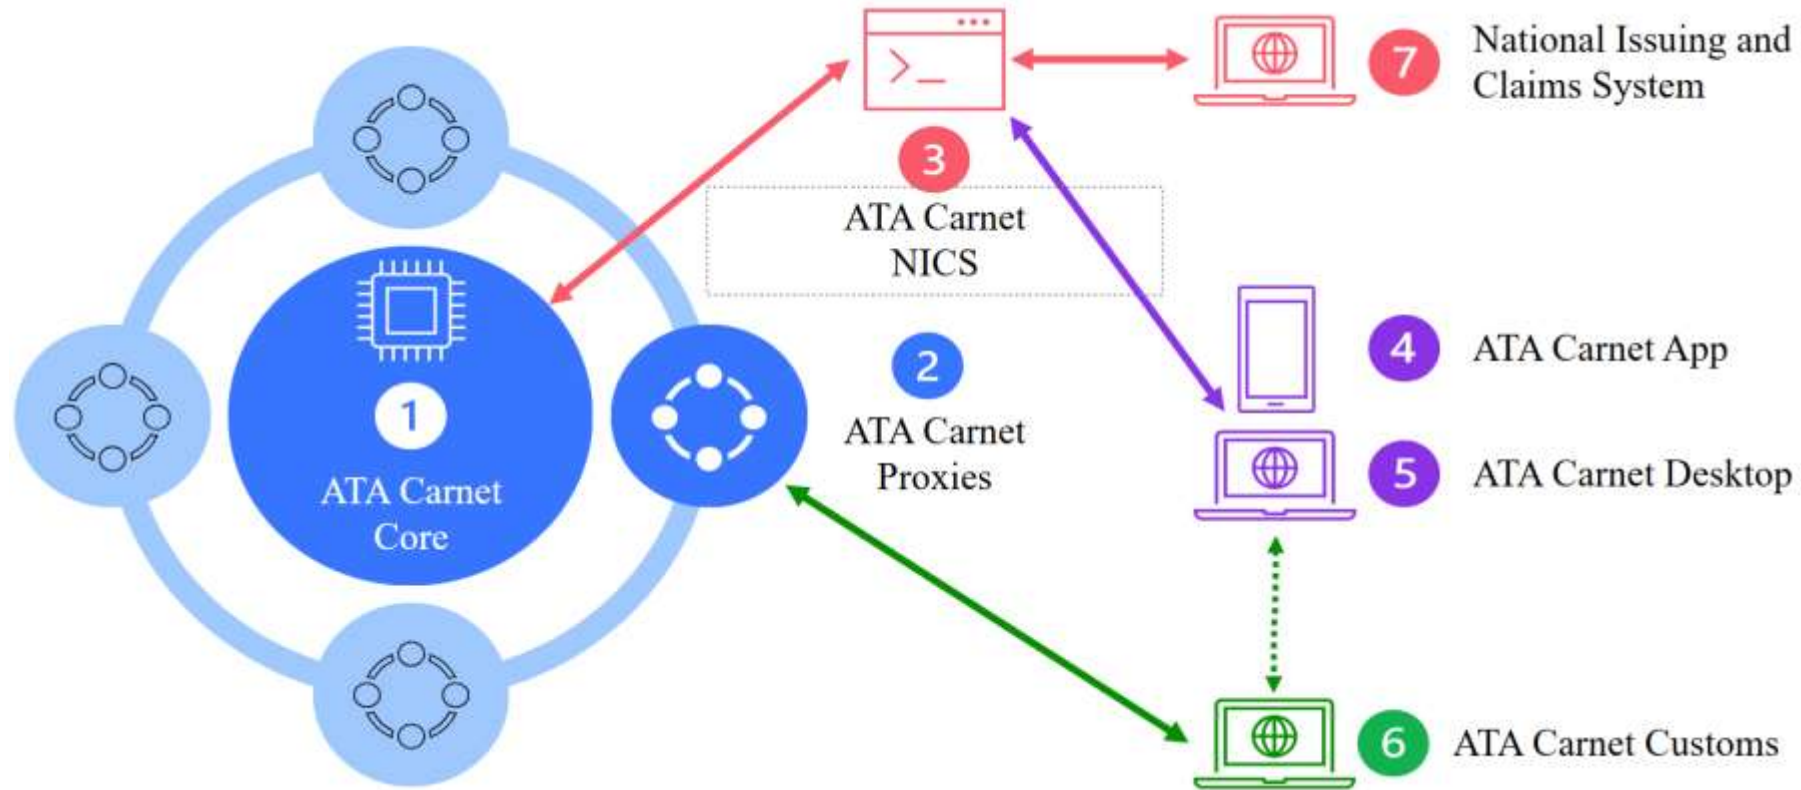 7
National Issuing and
Claims System
3
ATA Carnet
NICS
1
ATA Carnet
Core
2
ATA Carnet
Proxies
4
ATA Carnet App
5
ATA Carnet Desktop
6
ATA Carnet Customs